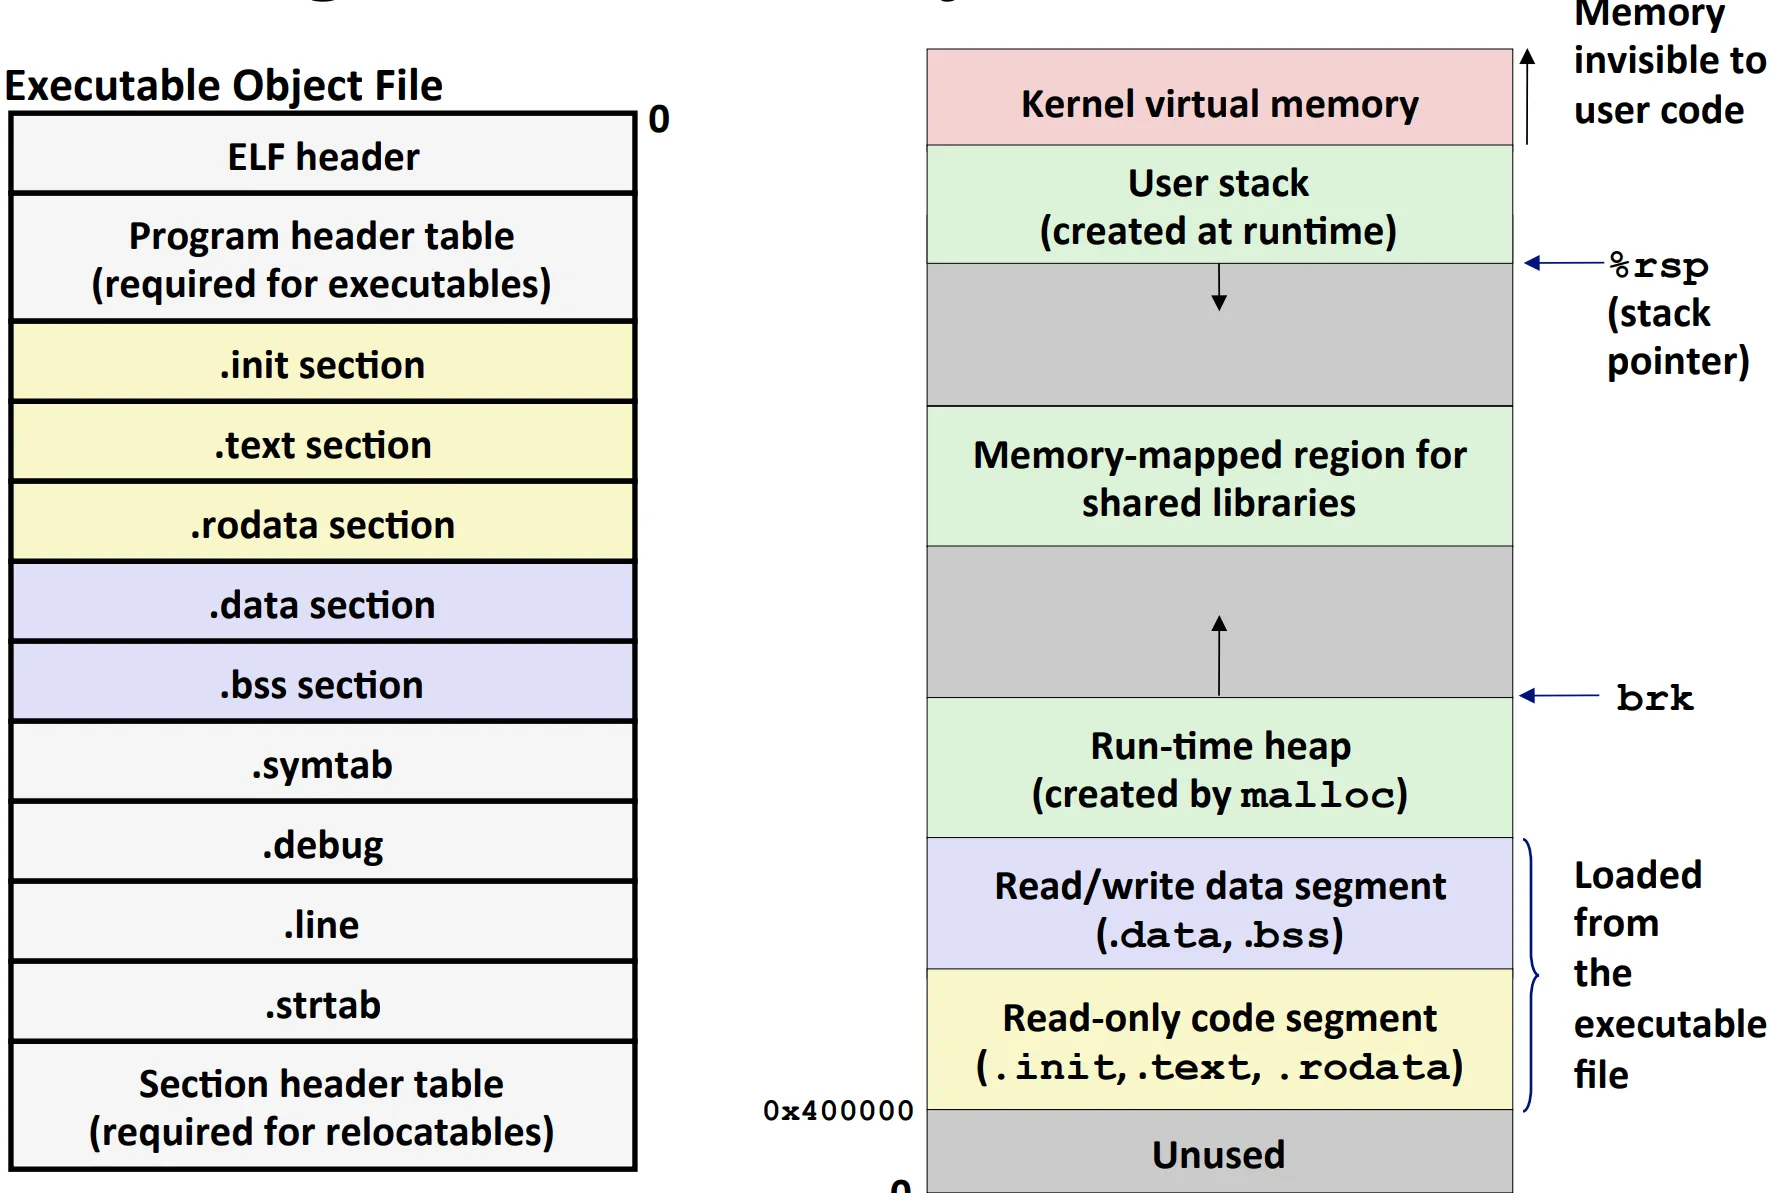 Executable Object File
0
ELF header
Program header table
(required for executables)
.init section
.text section
.rodata section
.data section
.bss section
.symtab
.debug
.line
.strtab
Section header table
(required for relocatables)
Kernel virtual memory
User stack
(created at runtime)
Memory-mapped region for
shared libraries
Run-time heap
(created by malloc)
Read/write data segment
(.data, .bss)
Read-only code segment
(.init, .text, .rodata)
Unused
0x400000
0
Memory
invisible to
user code
%rsp
(stack
pointer)
brk
Loaded
from
the
executable
file